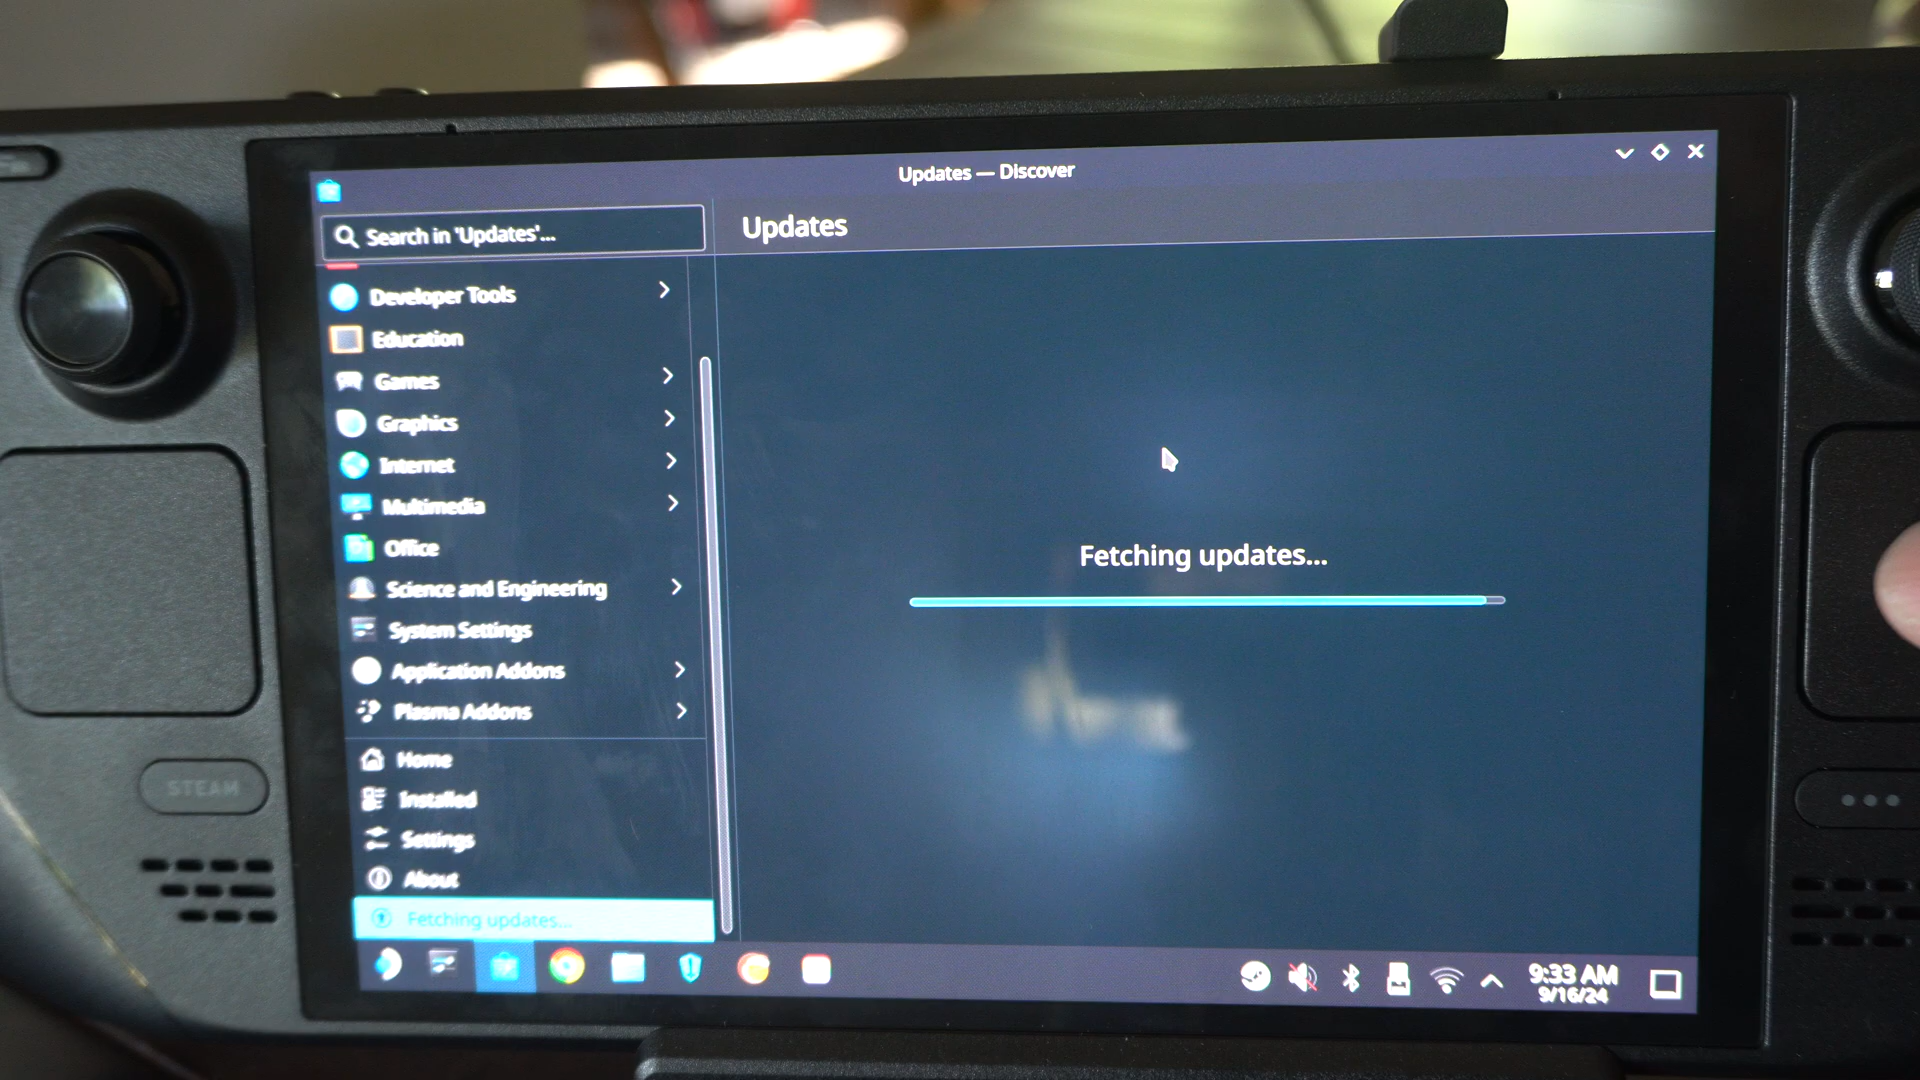 Updates — Discover
Search in 'Updates'...
Updates
Developer Tools
Education
Games
Graphics
Internet
Multimedia
Office
Science and Engineering
System Settings
Application Addons
Plasma Addons
Home
Installed
Settings
About
Fetching updates...
Fetching updates...
9:33 AM
9/16/24
STEAM